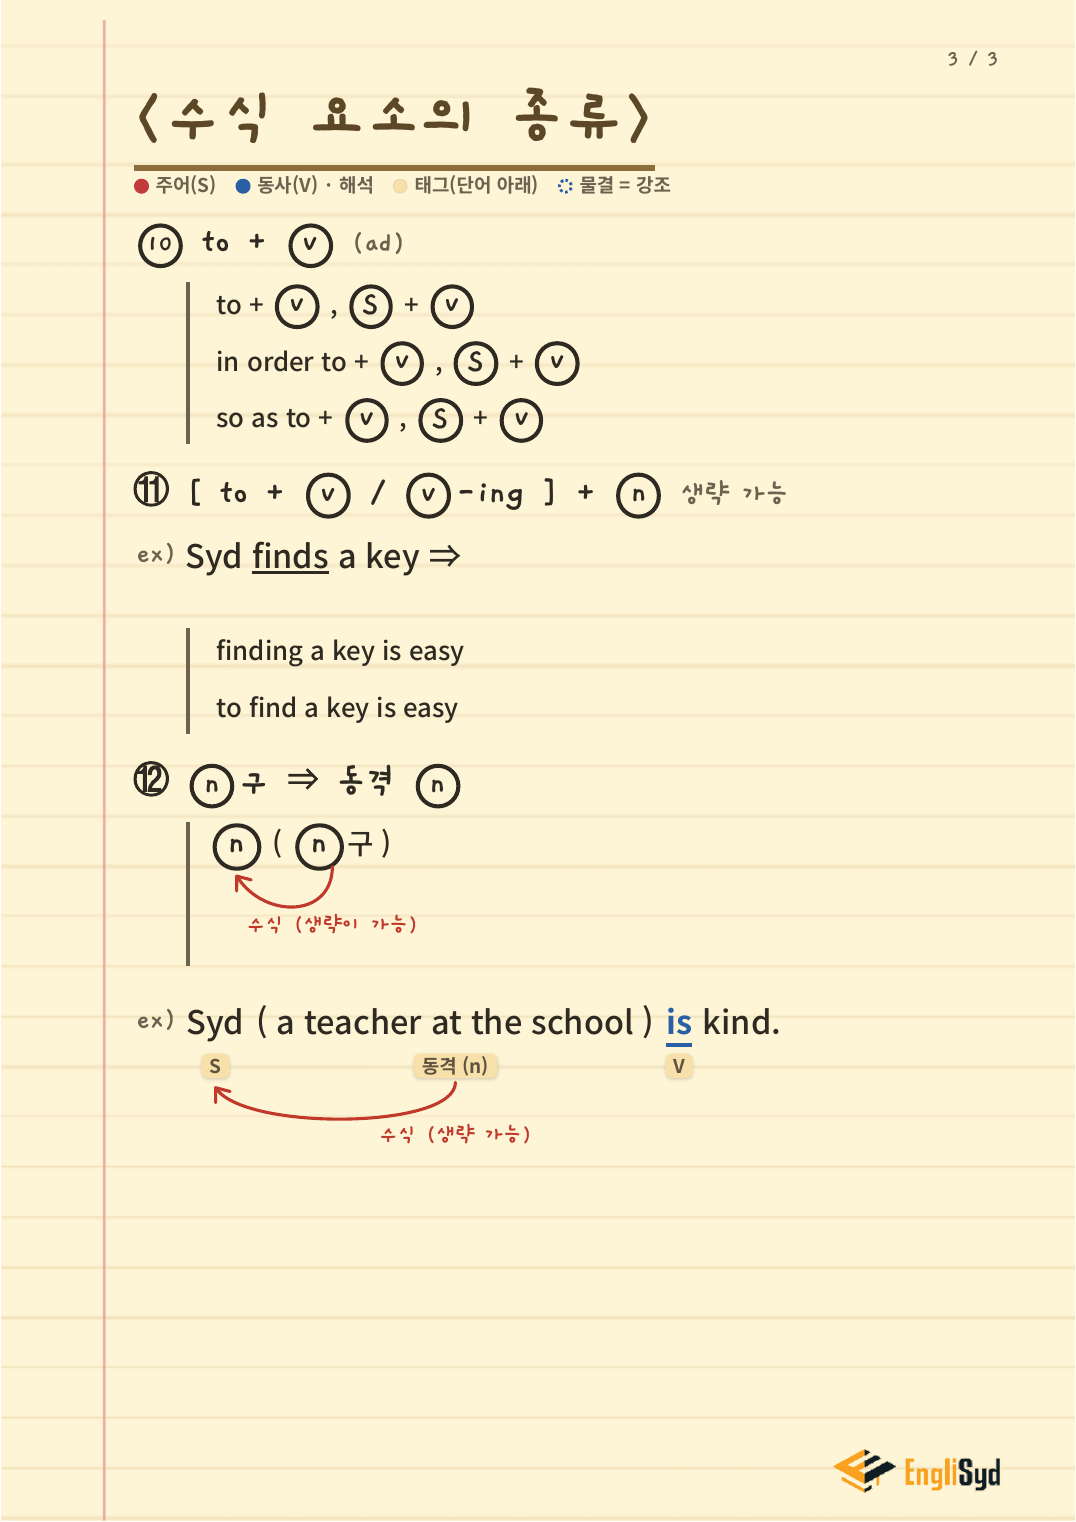 3 / 3
<수식 요소의 종류>
주어(S) 동사(V) · 해석 태그(단어 아래) 물결 = 강조
⑩ to + ⓥ (ad)
to + ⓥ , Ⓢ + ⓥ
in order to + ⓥ , Ⓢ + ⓥ
so as to + ⓥ , Ⓢ + ⓥ
⑪ [ to + ⓥ / ⓥ-ing ] + ⓝ 생략 가능
ex) Syd finds a key ⇒
finding a key is easy
to find a key is easy
⑫ ⓝ구 ⇒ 동격 ⓝ
ⓝ ( ⓝ구 )
수식 (생략이 가능)
ex) Syd ( a teacher at the school ) is kind.
S 동격 (n) V
수식 (생략 가능)
EngliSyd